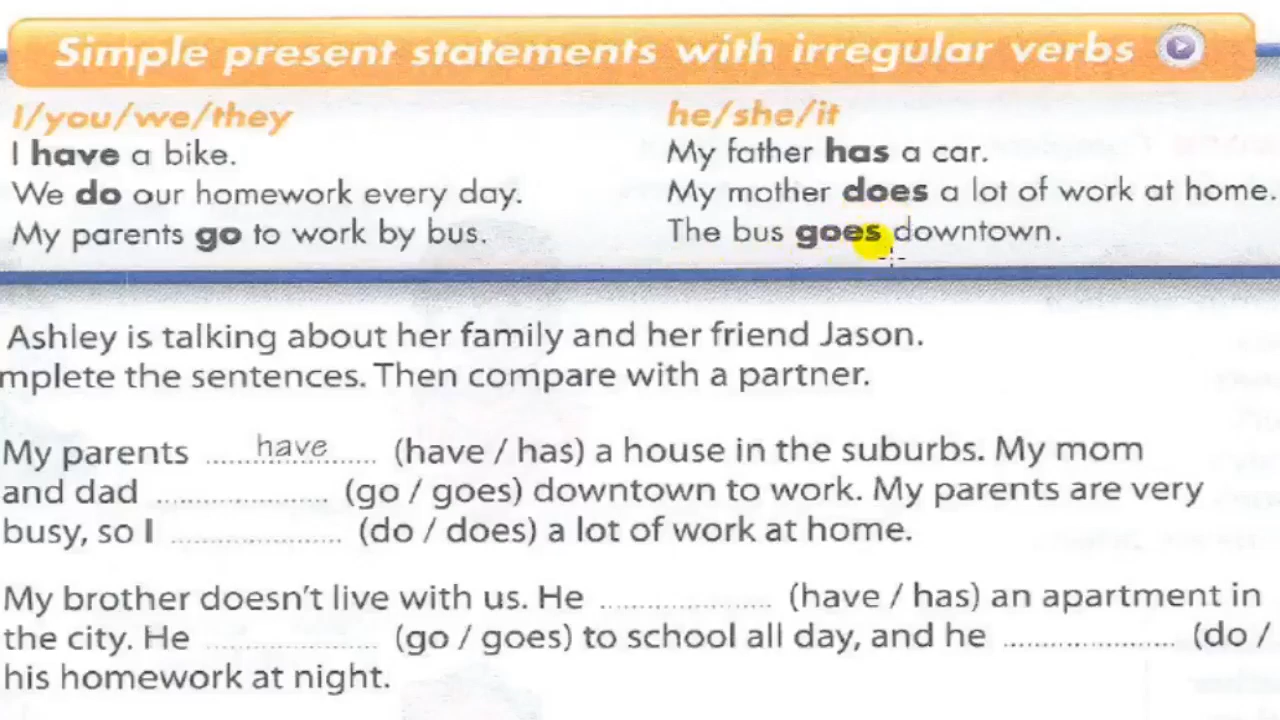 Simple present statements with irregular verbs
I/you/we/they
I have a bike.
We do our homework every day.
My parents go to work by bus.
he/she/it
My father has a car.
My mother does a lot of work at home.
The bus goes downtown.
Ashley is talking about her family and her friend Jason.
mplete the sentences. Then compare with a partner.
My parents have (have / has) a house in the suburbs. My mom
and dad .................... (go / goes) downtown to work. My parents are very
busy, so I .................... (do / does) a lot of work at home.
My brother doesn't live with us. He .................... (have / has) an apartment in
the city. He .................... (go / goes) to school all day, and he .................... (do /
his homework at night.